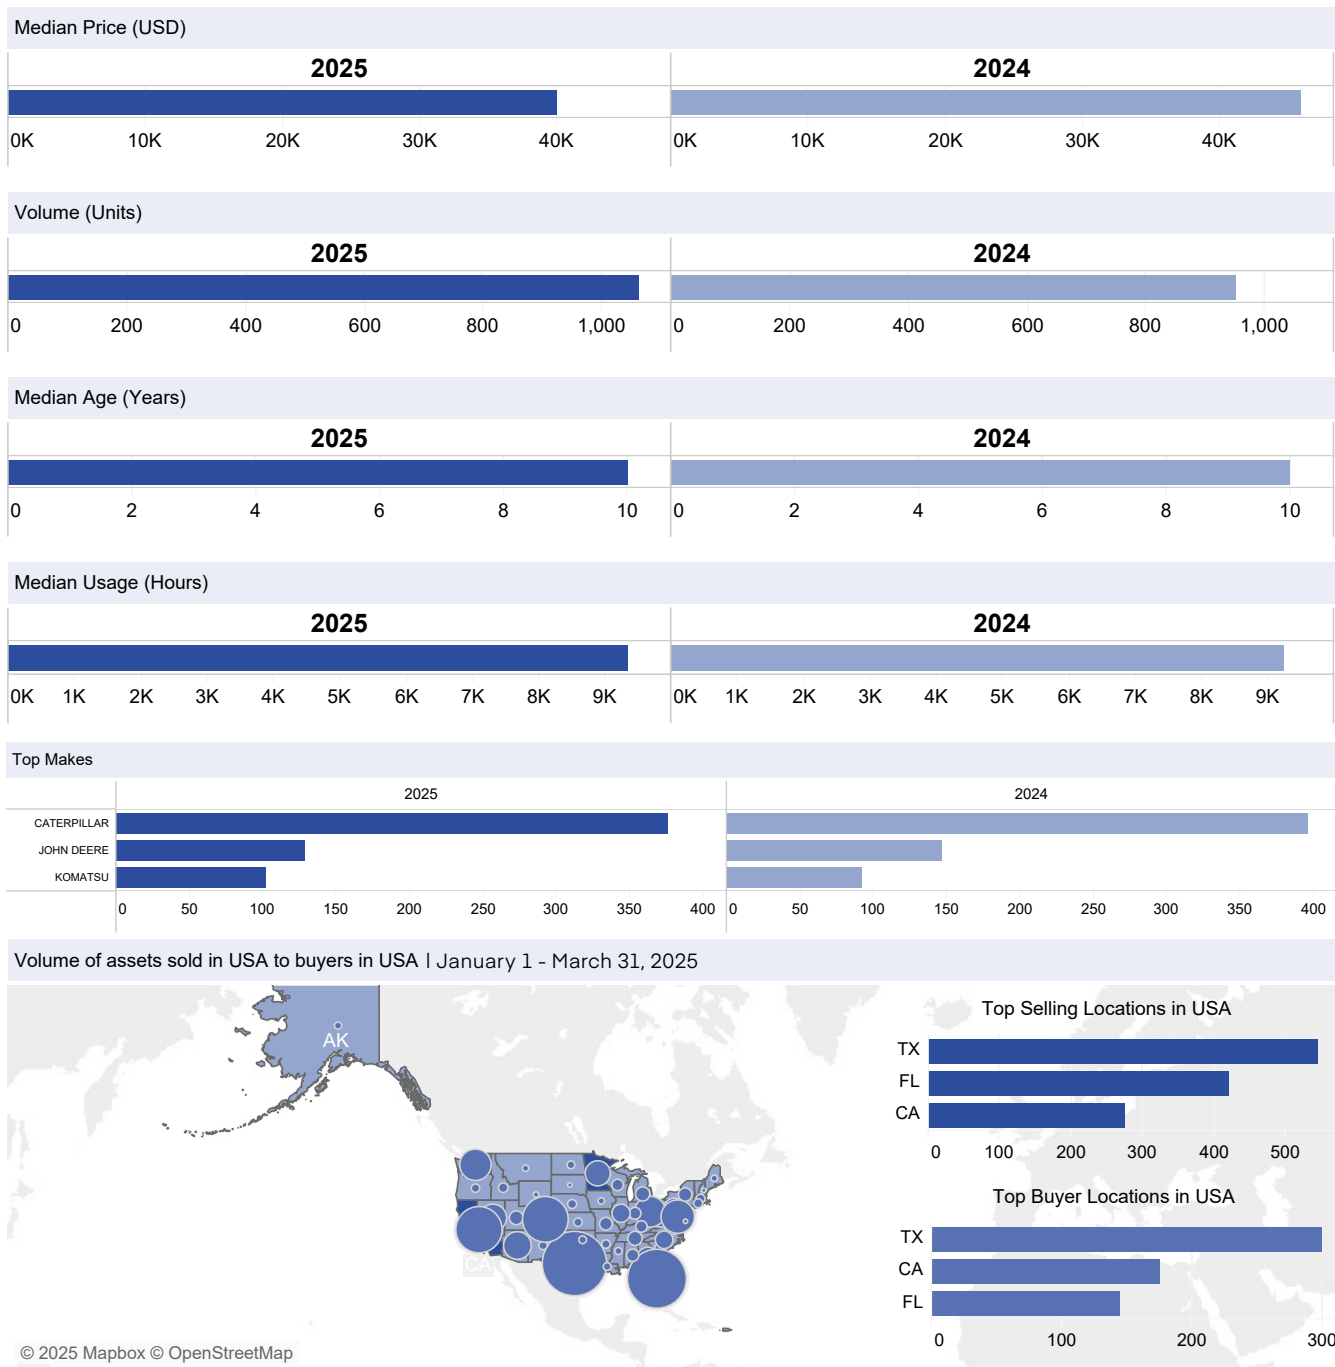 Median Price (USD)
2025 2024
0K 10K 20K 30K 40K 0K 10K 20K 30K 40K
Volume (Units)
2025 2024
0 200 400 600 800 1,000 0 200 400 600 800 1,000
Median Age (Years)
2025 2024
0 2 4 6 8 10 0 2 4 6 8 10
Median Usage (Hours)
2025 2024
0K 1K 2K 3K 4K 5K 6K 7K 8K 9K 0K 1K 2K 3K 4K 5K 6K 7K 8K 9K
Top Makes
2025 2024
CATERPILLAR
JOHN DEERE
KOMATSU
0 50 100 150 200 250 300 350 400 0 50 100 150 200 250 300 350 400
Volume of assets sold in USA to buyers in USA | January 1 - March 31, 2025
AK
CA
Top Selling Locations in USA
TX
FL
CA
0 100 200 300 400 500
Top Buyer Locations in USA
TX
CA
FL
0 100 200 300
© 2025 Mapbox © OpenStreetMap